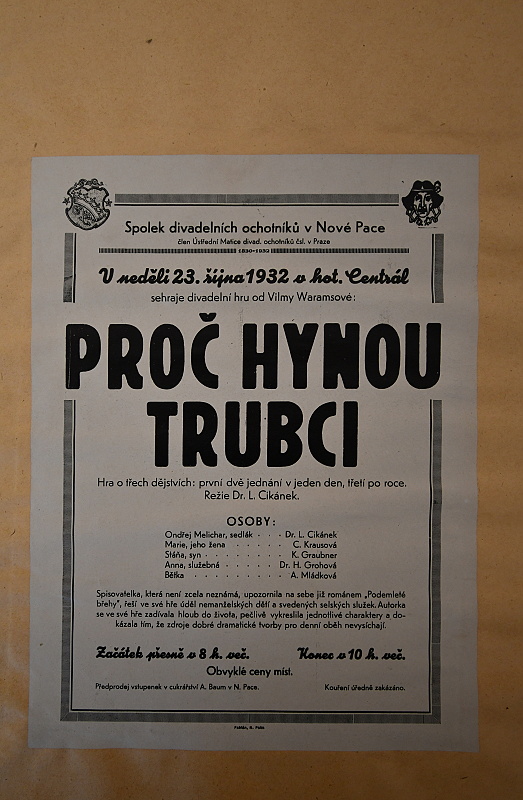 Spolek divadelních ochotníků v Nové Pace
člen Ústřední Matice divad. ochotníků čsl. v Praze
V neděli 23. října 1932 v hot. Centrál
sehraje divadelní hru od Vilmy Waramsové:
PROČ HYNOU
TRUBCI
Hra o třech dějstvích: první dvě jednání v jeden den, třetí po roce.
Režie Dr. L. Cikánek.
OSOBY:
Ondřej Melichar, sedlák · · · Dr. L. Cikánek
Marie, jeho žena · · · · · C. Krausová
Stáňa, syn · · · · · · · · K. Graubner
Anna, služebná · · · · · Dr. H. Grohová
Bětka · · · · · · · · · A. Mládková
Spisovatelka, která není zcela neznámá, upozornila na sebe již románem „Podemleté
břehy", řeší ve své hře úděl nemanželských dětí a svedených selských služek. Autorka
se ve své hře zadívala hloub do života, pečlivě vykreslila jednotlivé charaktery a do-
kázala tím, že zdroje dobré dramatické tvorby pro denní oběh nevysíchají.
Začátek přesně v 8 h. več. Konec v 10 h. več.
Obvyklé ceny míst.
Předprodej vstupenek v cukrářství A. Baum v N. Pace. Kouření úředně zakázáno.